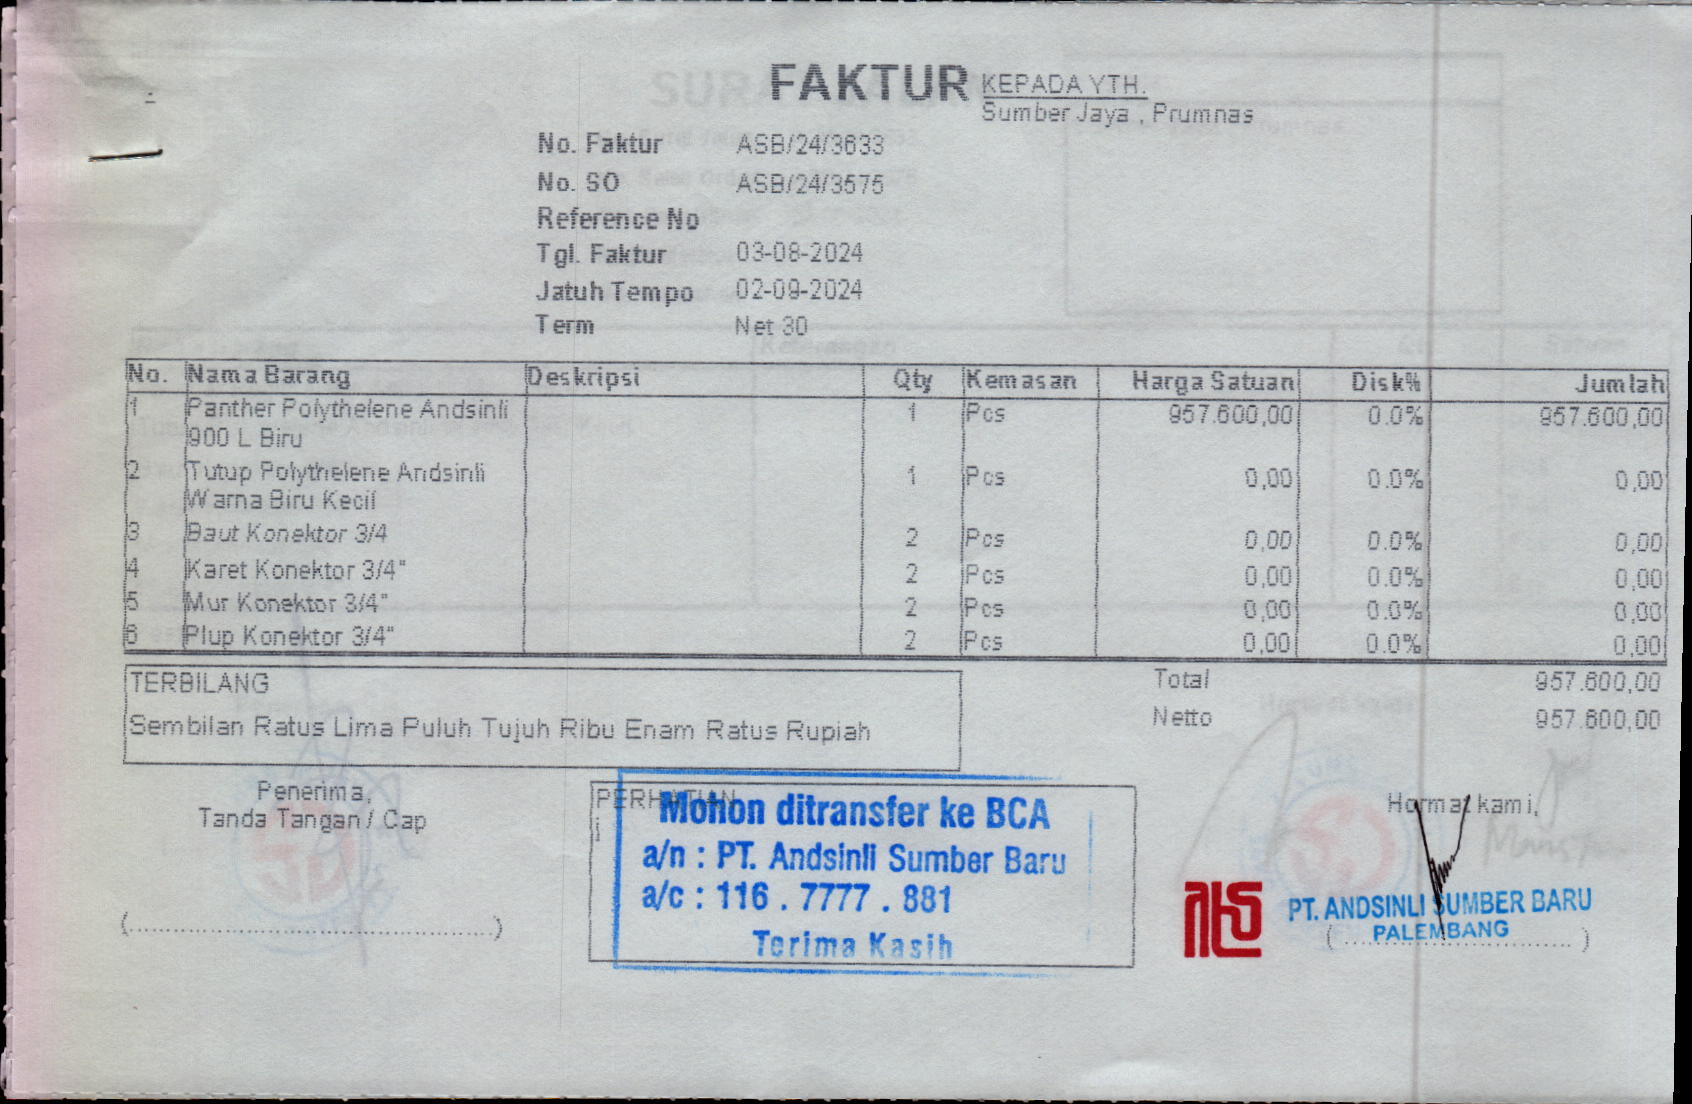 FAKTUR
KEPADA YTH.
Sumber Jaya , Prumnas
No. Faktur ASB/24/3633
No. SO ASB/24/3575
Reference No
Tgl. Faktur 03-08-2024
Jatuh Tempo 02-09-2024
Term Net 30
No. Nama Barang Deskripsi Qty Kemasan Harga Satuan Disk% Jumlah
1 Panther Polythelene Andsinli 1 Pcs 957.600,00 0.0% 957.600,00
900 L Biru
2 Tutup Polythelene Andsinli 1 Pcs 0,00 0.0% 0,00
Warna Biru Kecil
3 Baut Konektor 3/4 2 Pcs 0,00 0.0% 0,00
4 Karet Konektor 3/4" 2 Pcs 0,00 0.0% 0,00
5 Mur Konektor 3/4" 2 Pcs 0,00 0.0% 0,00
6 Plup Konektor 3/4" 2 Pcs 0,00 0.0% 0,00
TERBILANG
Sembilan Ratus Lima Puluh Tujuh Ribu Enam Ratus Rupiah
Total 957.600,00
Netto 957.600,00
Penerima,
Tanda Tangan / Cap
(......................................................)
PERHATIAN
Mohon ditransfer ke BCA
a/n : PT. Andsinli Sumber Baru
a/c : 116 . 7777 . 881
Terima Kasih
Hormat kami,
PT. ANDSINLI SUMBER BARU
PALEMBANG
(..................................)